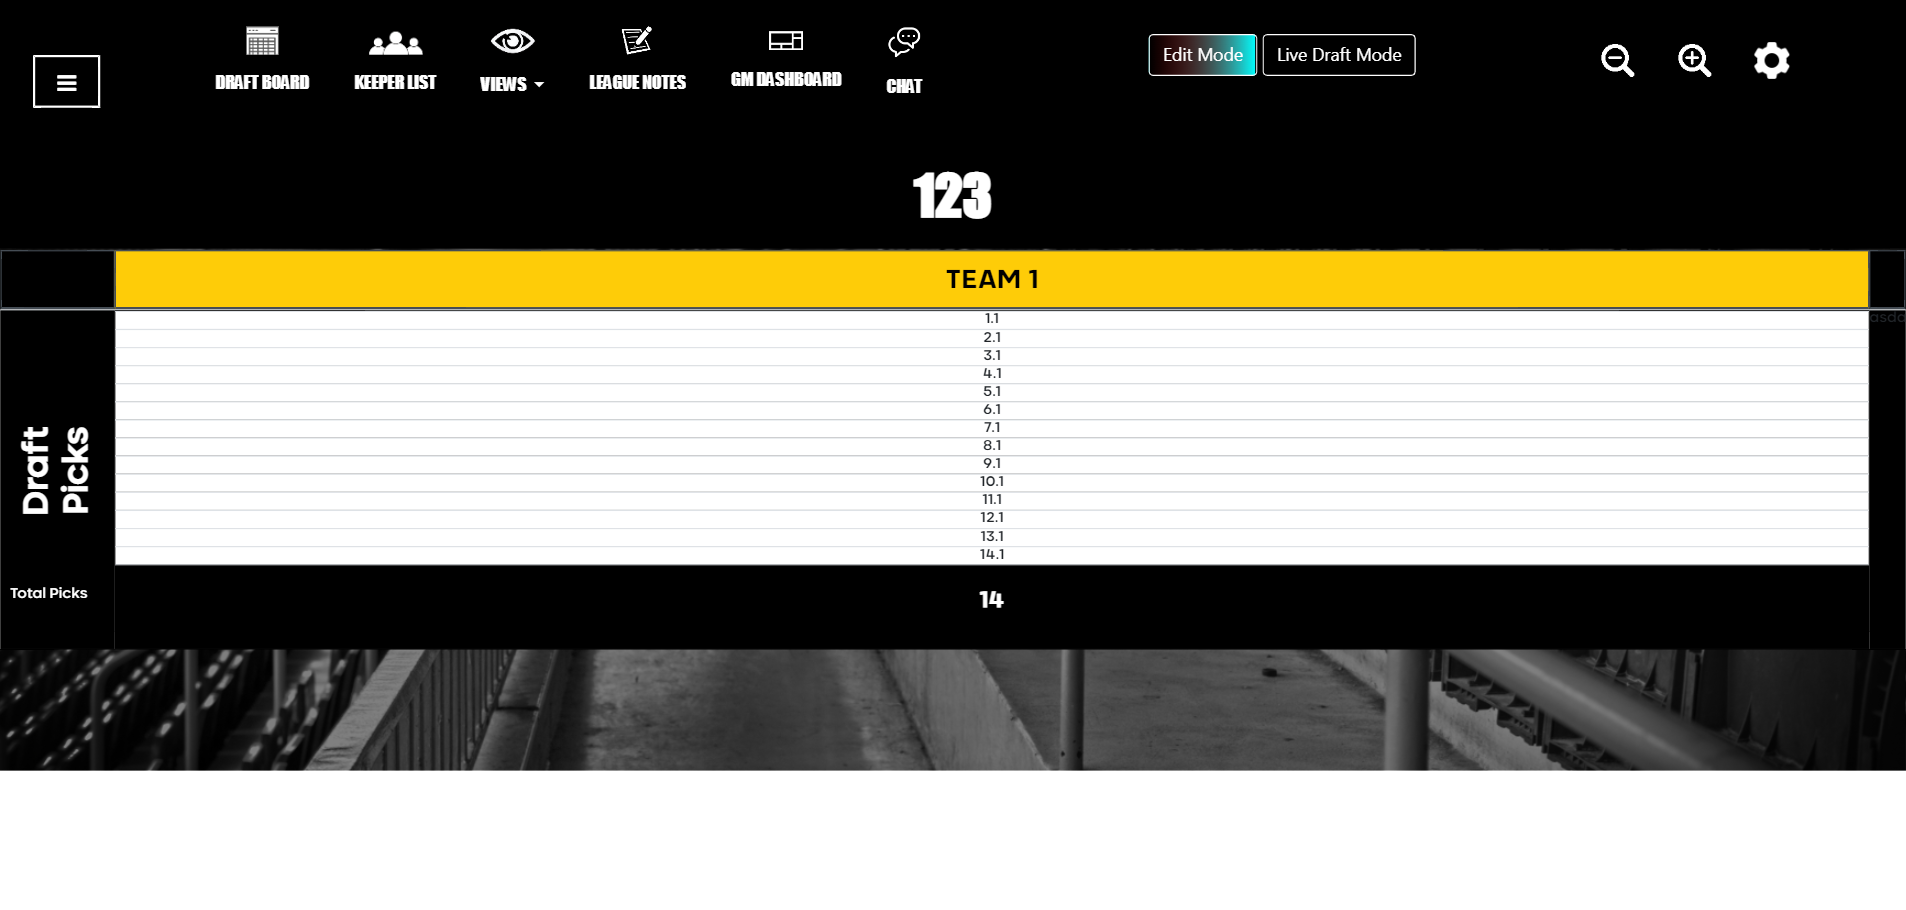 DRAFT BOARD
KEEPER LIST
VIEWS
LEAGUE NOTES
GM DASHBOARD
CHAT
Edit Mode
Live Draft Mode
123
TEAM 1
Draft
Picks
1.1
2.1
3.1
4.1
5.1
6.1
7.1
8.1
9.1
10.1
11.1
12.1
13.1
14.1
Total Picks
14